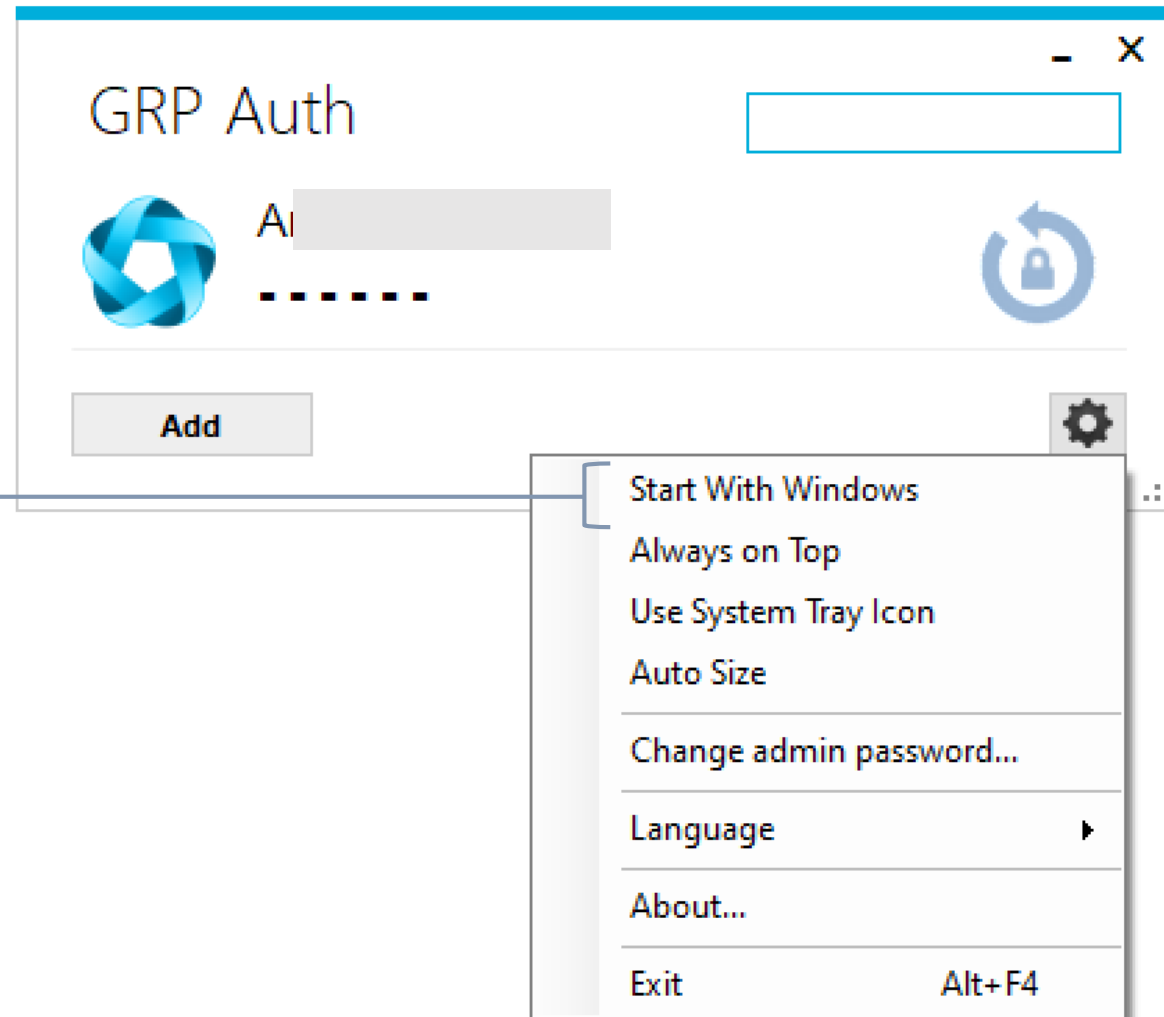 GRP Auth
------
Add
Start With Windows
Always on Top
Use System Tray Icon
Auto Size
Change admin password...
Language
About...
Exit Alt+F4